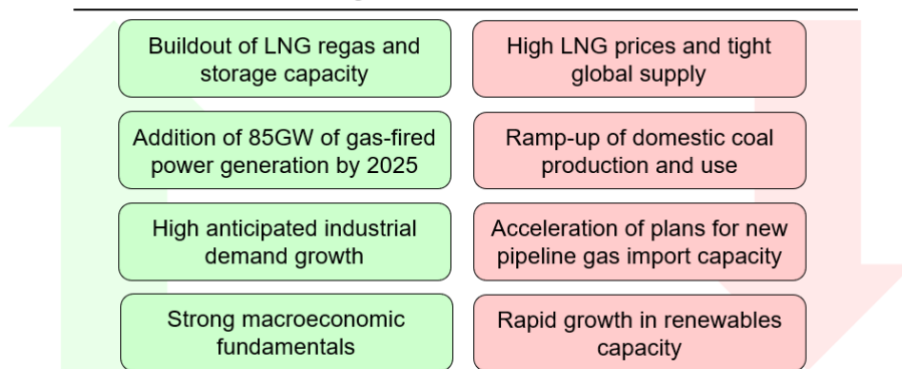 Buildout of LNG regas and
storage capacity
High LNG prices and tight
global supply
Addition of 85GW of gas-fired
power generation by 2025
Ramp-up of domestic coal
production and use
High anticipated industrial
demand growth
Acceleration of plans for new
pipeline gas import capacity
Strong macroeconomic
fundamentals
Rapid growth in renewables
capacity